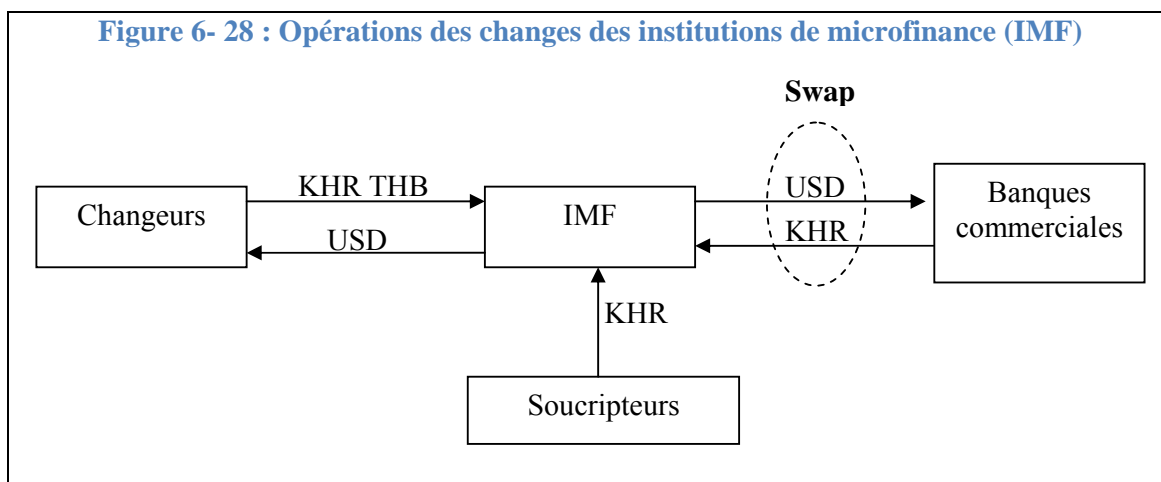 Figure 6- 28 : Opérations des changes des institutions de microfinance (IMF)
Swap
KHR THB
USD
Changeurs
IMF
Banques
commerciales
USD
KHR
KHR
Soucripteurs